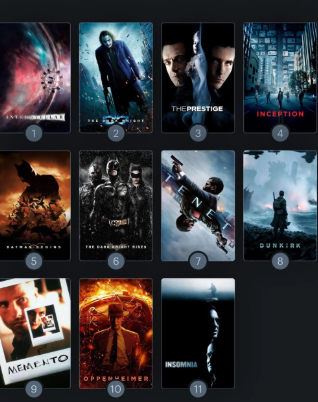 INTERSTELLAR
THE DARK KNIGHT
THE PRESTIGE
INCEPTION
1
2
3
4
BATMAN BEGINS
THE DARK KNIGHT RISES
TENET
DUNKIRK
5
6
7
8
MEMENTO
OPPENHEIMER
INSOMNIA
9
10
11